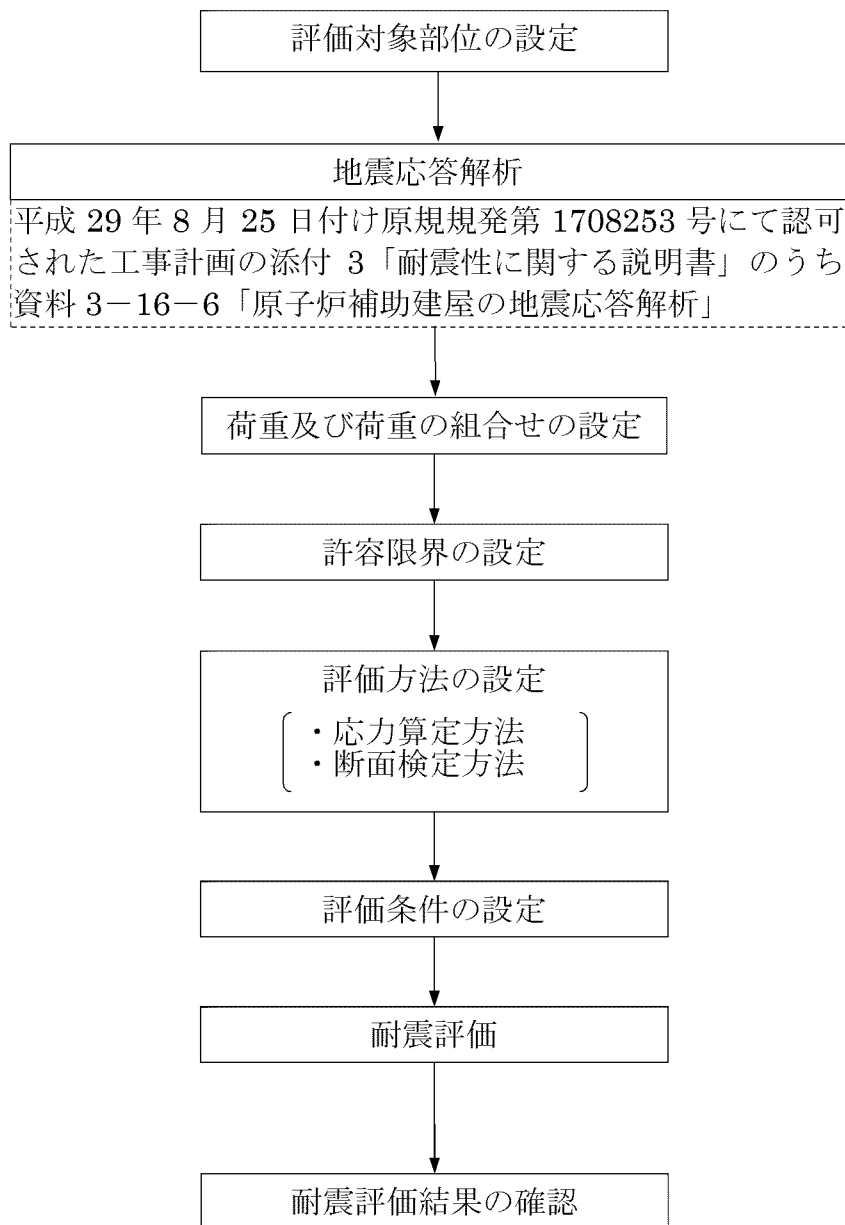 評価対象部位の設定
地震応答解析
平成 29 年 8 月 25 日付け原規規発第 1708253 号にて認可
された工事計画の添付 3「耐震性に関する説明書」のうち
資料 3－16－6「原子炉補助建屋の地震応答解析」
荷重及び荷重の組合せの設定
許容限界の設定
評価方法の設定
・応力算定方法
・断面検定方法
評価条件の設定
耐震評価
耐震評価結果の確認